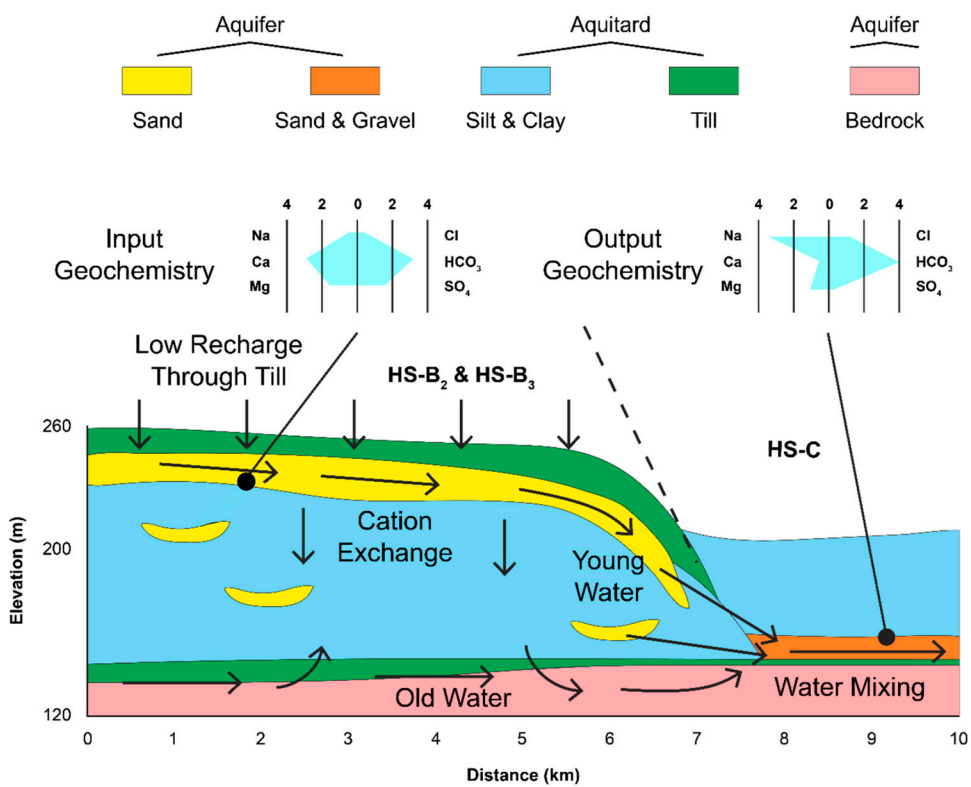 Aquifer Aquitard Aquifer
Sand Sand & Gravel Silt & Clay Till Bedrock
4 2 0 2 4
Input
Geochemistry
Na Cl
Ca HCO₃
Mg SO₄
Output
Geochemistry
4 2 0 2 4
Na Cl
Ca HCO₃
Mg SO₄
Low Recharge
Through Till
HS-B₂ & HS-B₃
HS-C
260
200
120
Elevation (m)
Cation
Exchange
Young
Water
Old Water
Water Mixing
0 1 2 3 4 5 6 7 8 9 10
Distance (km)